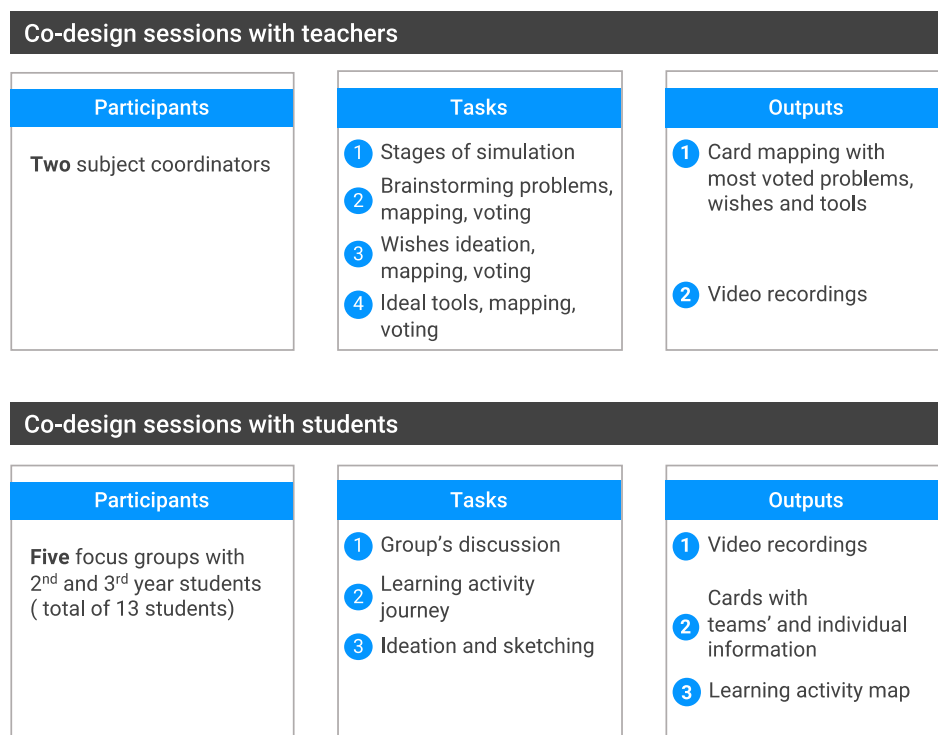 Co-design sessions with teachers
Participants
Two subject coordinators
Tasks
1 Stages of simulation
2 Brainstorming problems,
mapping, voting
3 Wishes ideation,
mapping, voting
4 Ideal tools, mapping,
voting
Outputs
1 Card mapping with
most voted problems,
wishes and tools
2 Video recordings
Co-design sessions with students
Participants
Five focus groups with
2nd and 3rd year students
( total of 13 students)
Tasks
1 Group's discussion
2 Learning activity
journey
3 Ideation and sketching
Outputs
1 Video recordings
Cards with
2 teams' and individual
information
3 Learning activity map